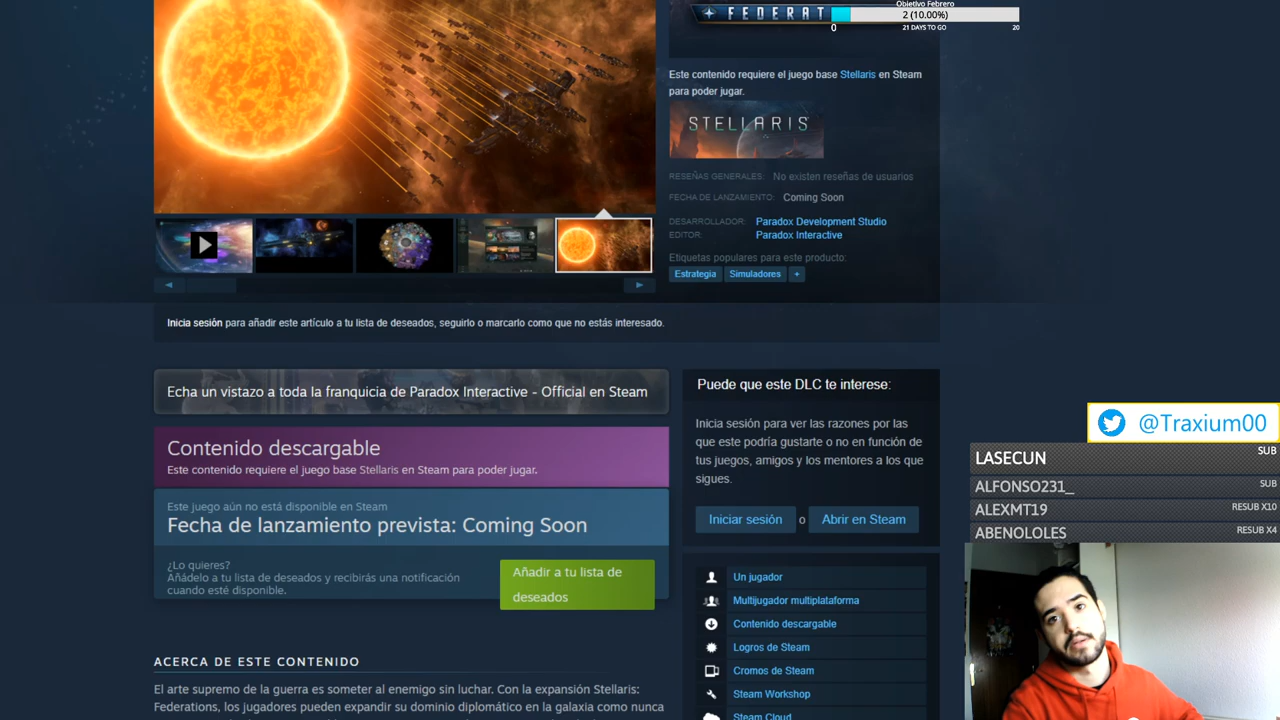 FEDERAT
Objetivo Febrero
2 (10.00%)
0
21 DAYS TO GO
20
Este contenido requiere el juego base Stellaris en Steam
para poder jugar.
STELLARIS
RESEÑAS GENERALES: No existen reseñas de usuarios
FECHA DE LANZAMIENTO: Coming Soon
DESARROLLADOR: Paradox Development Studio
EDITOR: Paradox Interactive
Etiquetas populares para este producto:
Estrategia Simuladores +
Inicia sesión para añadir este artículo a tu lista de deseados, seguirlo o marcarlo como que no estás interesado.
Echa un vistazo a toda la franquicia de Paradox Interactive - Official en Steam
Contenido descargable
Este contenido requiere el juego base Stellaris en Steam para poder jugar.
Este juego aún no está disponible en Steam
Fecha de lanzamiento prevista: Coming Soon
¿Lo quieres?
Añádelo a tu lista de deseados y recibirás una notificación
cuando esté disponible.
Añadir a tu lista de
deseados
ACERCA DE ESTE CONTENIDO
El arte supremo de la guerra es someter al enemigo sin luchar. Con la expansión Stellaris:
Federations, los jugadores pueden expandir su dominio diplomático en la galaxia como nunca
Puede que este DLC te interese:
Inicia sesión para ver las razones por las
que este podría gustarte o no en función de
tus juegos, amigos y los mentores a los que
sigues.
Iniciar sesión o Abrir en Steam
Un jugador
Multijugador multiplataforma
Contenido descargable
Logros de Steam
Cromos de Steam
Steam Workshop
Steam Cloud
@Traxium00
LASECUN SUB
ALFONSO231_ SUB
ALEXMT19 RESUB X10
ABENOLOLES RESUB X4